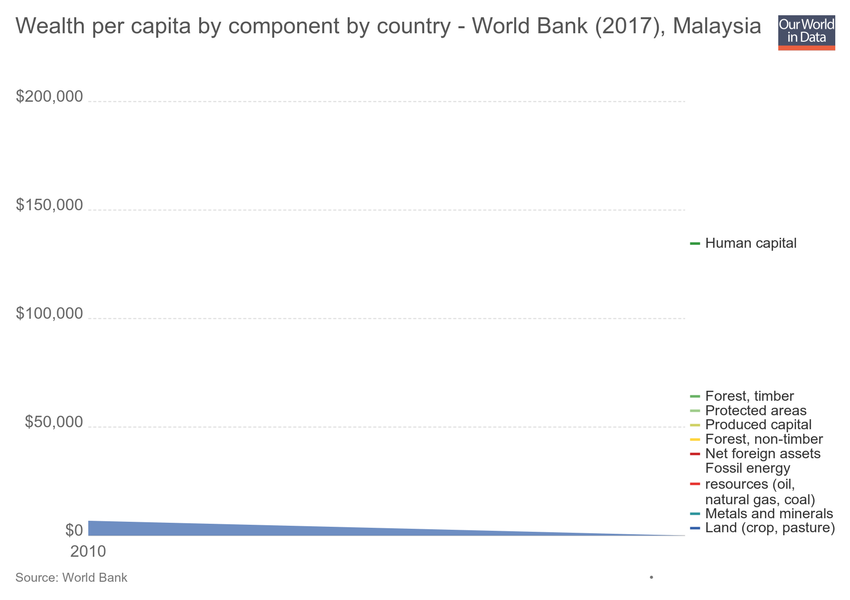 Wealth per capita by component by country - World Bank (2017), Malaysia
Our World
in Data
$200,000
$150,000
Human capital
$100,000
Forest, timber
Protected areas
$50,000
Produced capital
Forest, non-timber
Net foreign assets
Fossil energy
resources (oil,
natural gas, coal)
Metals and minerals
$0
Land (crop, pasture)
2010
Source: World Bank